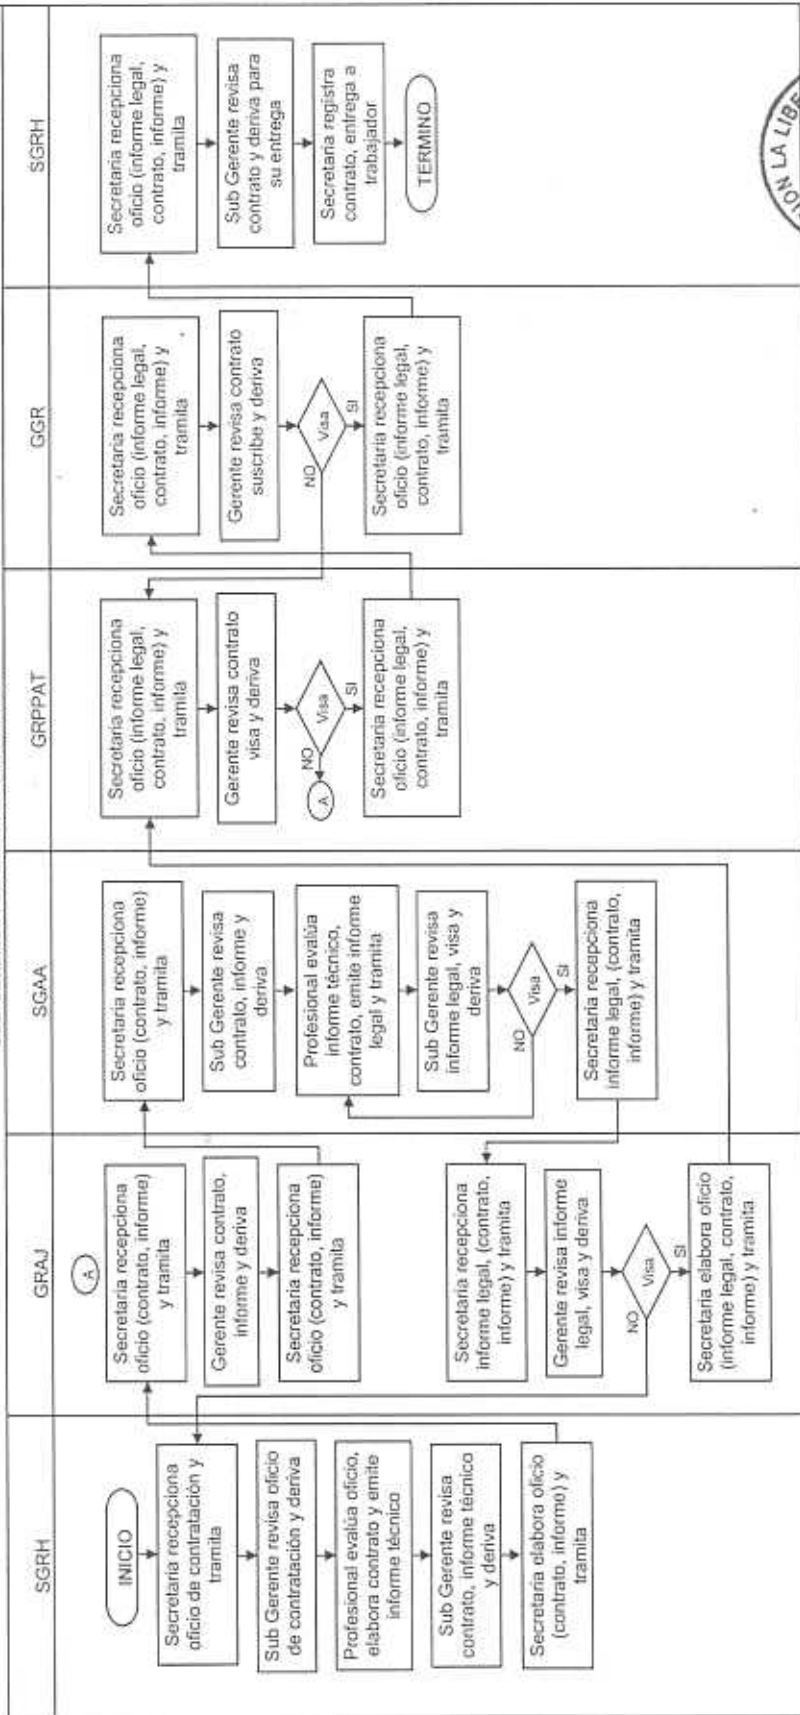 SGRH
INICIO
Secretaria recepciona
oficio de contratación y
tramita
Sub Gerente revisa oficio
de contratación y deriva
Profesional evalúa oficio,
elabora contrato y emite
informe técnico
Sub Gerente revisa
contrato, informe técnico
y deriva
Secretaria elabora oficio
(contrato, informe) y
tramita
GRAJ
A
Secretaria recepciona
oficio (contrato, informe)
y tramita
Gerente revisa contrato,
informe y deriva
Secretaria recepciona
oficio (contrato, informe)
y tramita
Secretaria recepciona
informe legal, (contrato,
informe) y tramita
Gerente revisa informe
legal, visa y deriva
NO
Visa
SI
Secretaria elabora oficio
(informe legal, contrato,
informe) y tramita
SGAA
Secretaria recepciona
oficio (contrato, informe)
y tramita
Sub Gerente revisa
contrato, informe y
deriva
Profesional evalúa
informe técnico,
contrato, emite informe
legal y tramita
Sub Gerente revisa
informe legal, visa y
deriva
NO
Visa
SI
Secretaria recepciona
informe legal, (contrato,
informe) y tramita
GRPPAT
Secretaria recepciona
oficio (informe legal,
contrato, informe) y
tramita
Gerente revisa contrato
visa y deriva
NO
Visa
A
SI
Secretaria recepciona
oficio (informe legal,
contrato, informe) y
tramita
GGR
Secretaria recepciona
oficio (informe legal,
contrato, informe) y
tramita
Gerente revisa contrato
suscribe y deriva
NO
Visa
SI
Secretaria recepciona
oficio (informe legal,
contrato, informe) y
tramita
SGRH
Secretaria recepciona
oficio (informe legal,
contrato, informe) y
tramita
Sub Gerente revisa
contrato y deriva para
su entrega
Secretaria registra
contrato, entrega a
trabajador
TERMINO
LA